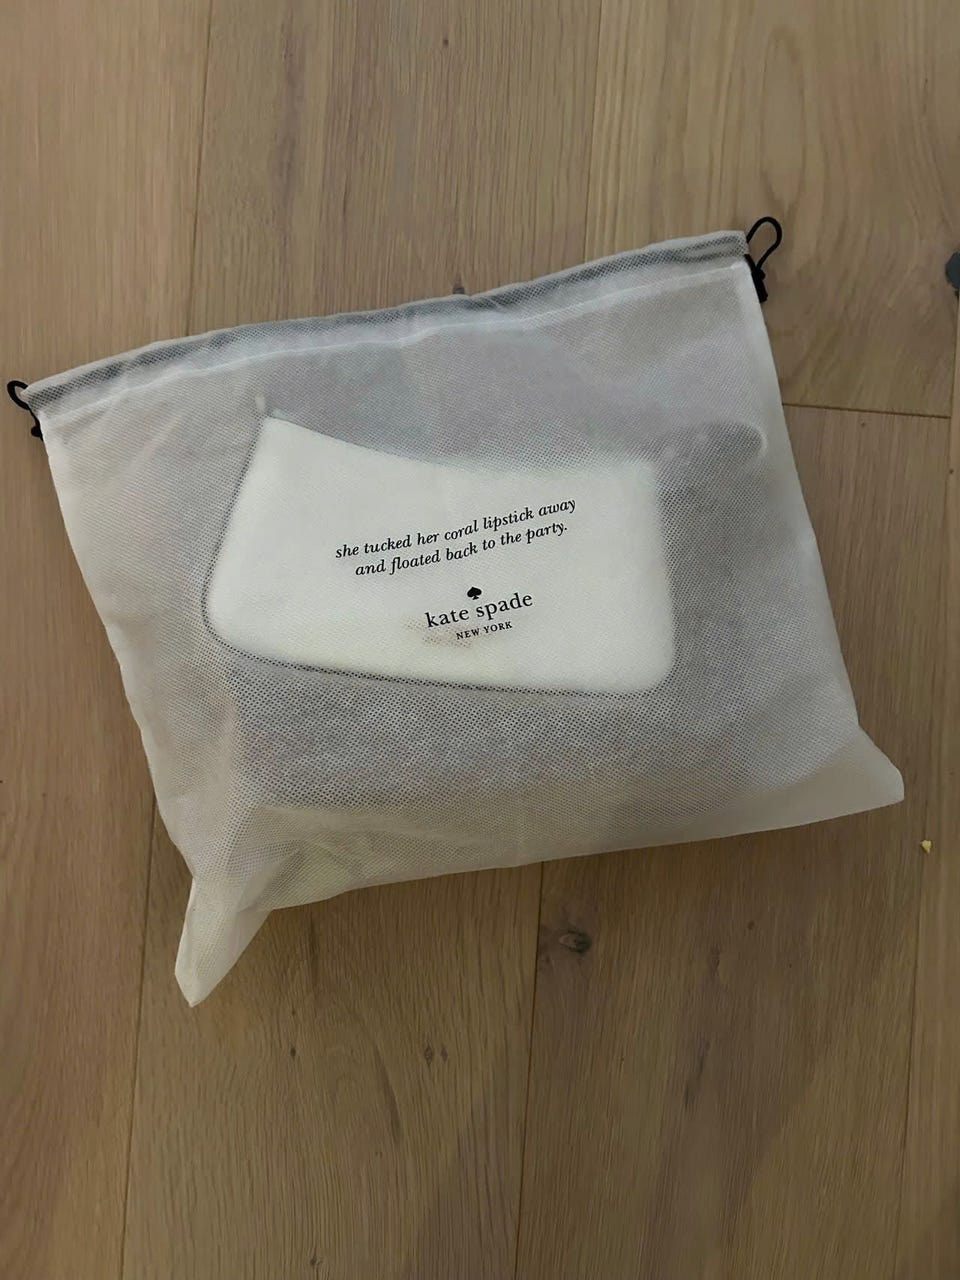 she tucked her coral lipstick away
and floated back to the party.
kate spade
NEW YORK